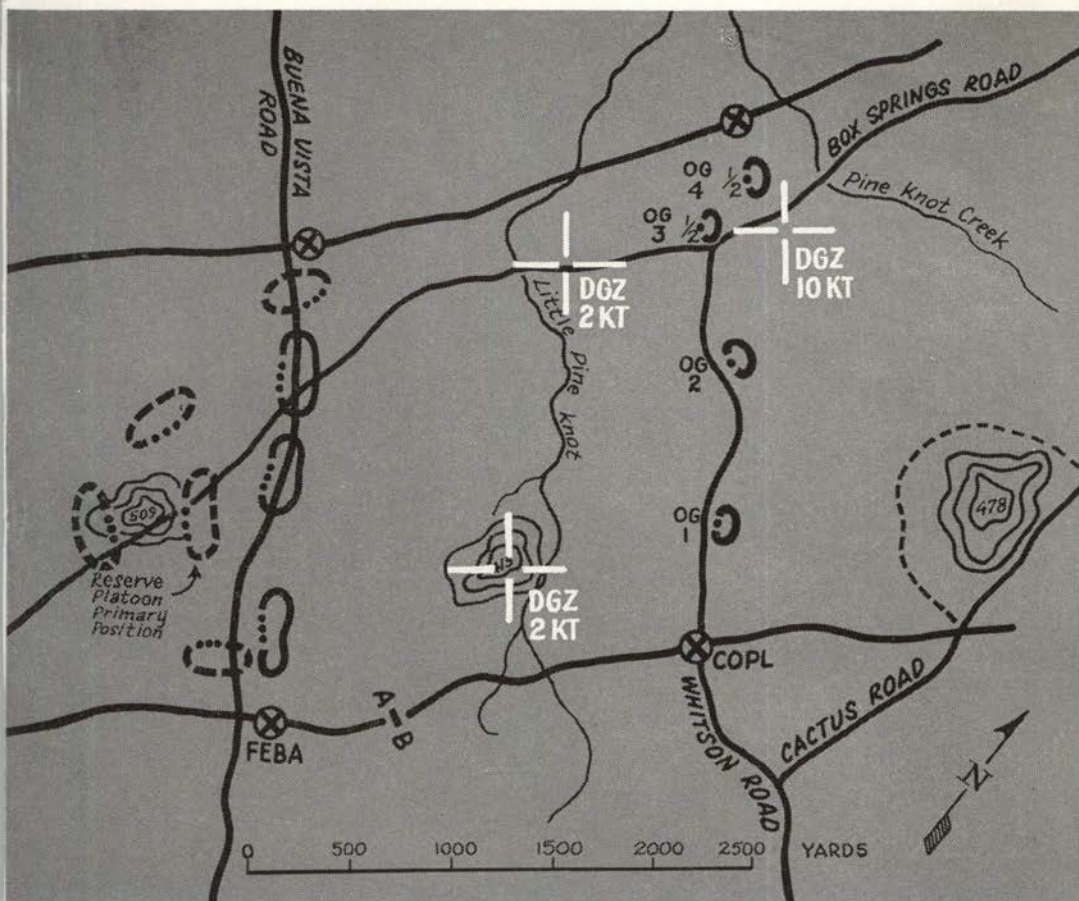 BUENA VISTA
ROAD
BOX SPRINGS ROAD
OG
4 1/2
OG
3 1/2
Pine Knot Creek
DGZ
10 KT
DGZ
2 KT
Little Pine Knot
OG
2
OG
1
478
509
Reserve
Platoon
Primary
Position
DGZ
2 KT
COPL
A
B
FEBA
WHITSON ROAD
CACTUS ROAD
N
0 500 1000 1500 2000 2500 YARDS